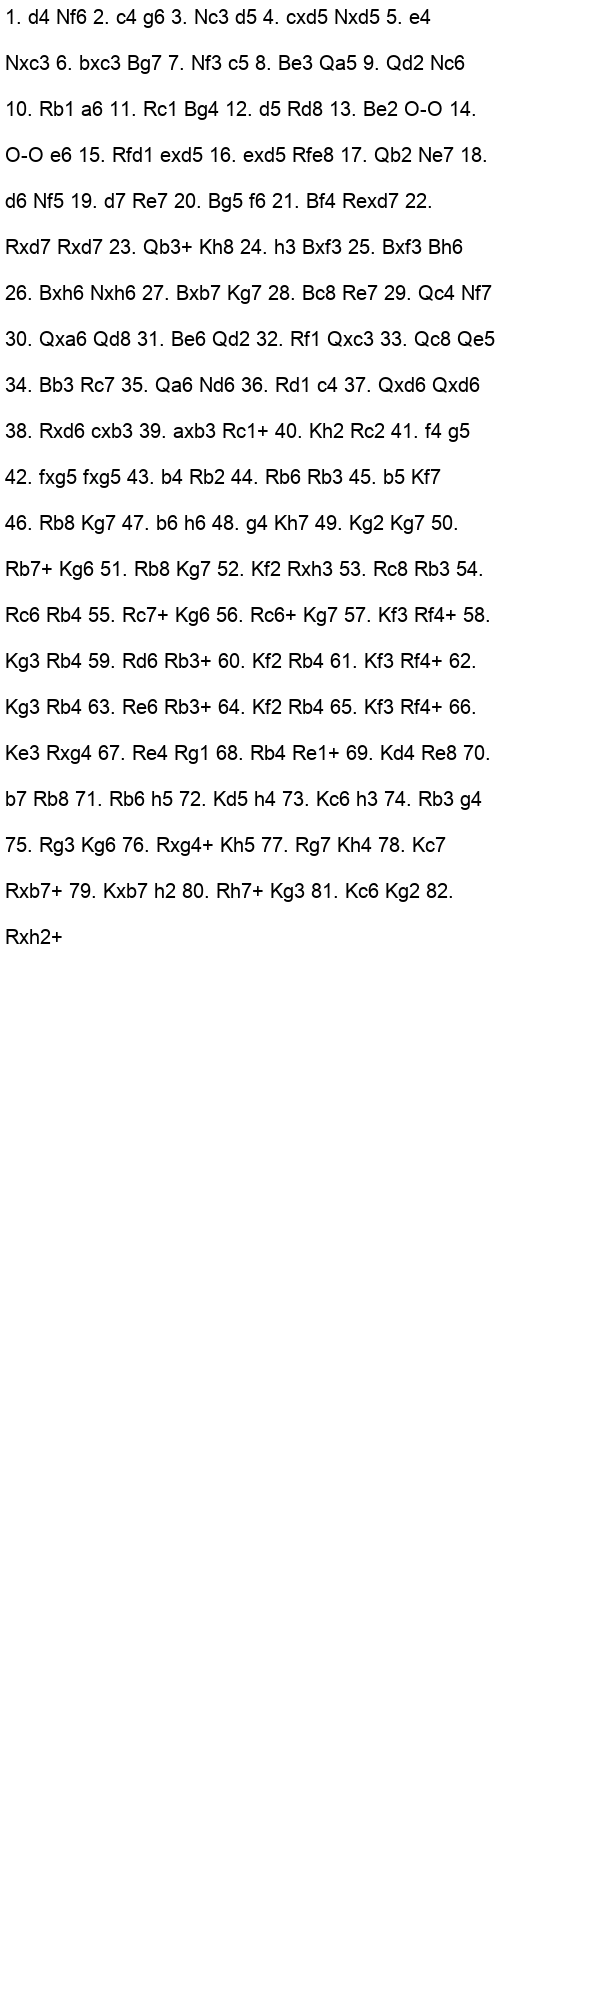 1. d4 Nf6 2. c4 g6 3. Nc3 d5 4. cxd5 Nxd5 5. e4
Nxc3 6. bxc3 Bg7 7. Nf3 c5 8. Be3 Qa5 9. Qd2 Nc6
10. Rb1 a6 11. Rc1 Bg4 12. d5 Rd8 13. Be2 O-O 14.
O-O e6 15. Rfd1 exd5 16. exd5 Rfe8 17. Qb2 Ne7 18.
d6 Nf5 19. d7 Re7 20. Bg5 f6 21. Bf4 Rexd7 22.
Rxd7 Rxd7 23. Qb3+ Kh8 24. h3 Bxf3 25. Bxf3 Bh6
26. Bxh6 Nxh6 27. Bxb7 Kg7 28. Bc8 Re7 29. Qc4 Nf7
30. Qxa6 Qd8 31. Be6 Qd2 32. Rf1 Qxc3 33. Qc8 Qe5
34. Bb3 Rc7 35. Qa6 Nd6 36. Rd1 c4 37. Qxd6 Qxd6
38. Rxd6 cxb3 39. axb3 Rc1+ 40. Kh2 Rc2 41. f4 g5
42. fxg5 fxg5 43. b4 Rb2 44. Rb6 Rb3 45. b5 Kf7
46. Rb8 Kg7 47. b6 h6 48. g4 Kh7 49. Kg2 Kg7 50.
Rb7+ Kg6 51. Rb8 Kg7 52. Kf2 Rxh3 53. Rc8 Rb3 54.
Rc6 Rb4 55. Rc7+ Kg6 56. Rc6+ Kg7 57. Kf3 Rf4+ 58.
Kg3 Rb4 59. Rd6 Rb3+ 60. Kf2 Rb4 61. Kf3 Rf4+ 62.
Kg3 Rb4 63. Re6 Rb3+ 64. Kf2 Rb4 65. Kf3 Rf4+ 66.
Ke3 Rxg4 67. Re4 Rg1 68. Rb4 Re1+ 69. Kd4 Re8 70.
b7 Rb8 71. Rb6 h5 72. Kd5 h4 73. Kc6 h3 74. Rb3 g4
75. Rg3 Kg6 76. Rxg4+ Kh5 77. Rg7 Kh4 78. Kc7
Rxb7+ 79. Kxb7 h2 80. Rh7+ Kg3 81. Kc6 Kg2 82.
Rxh2+